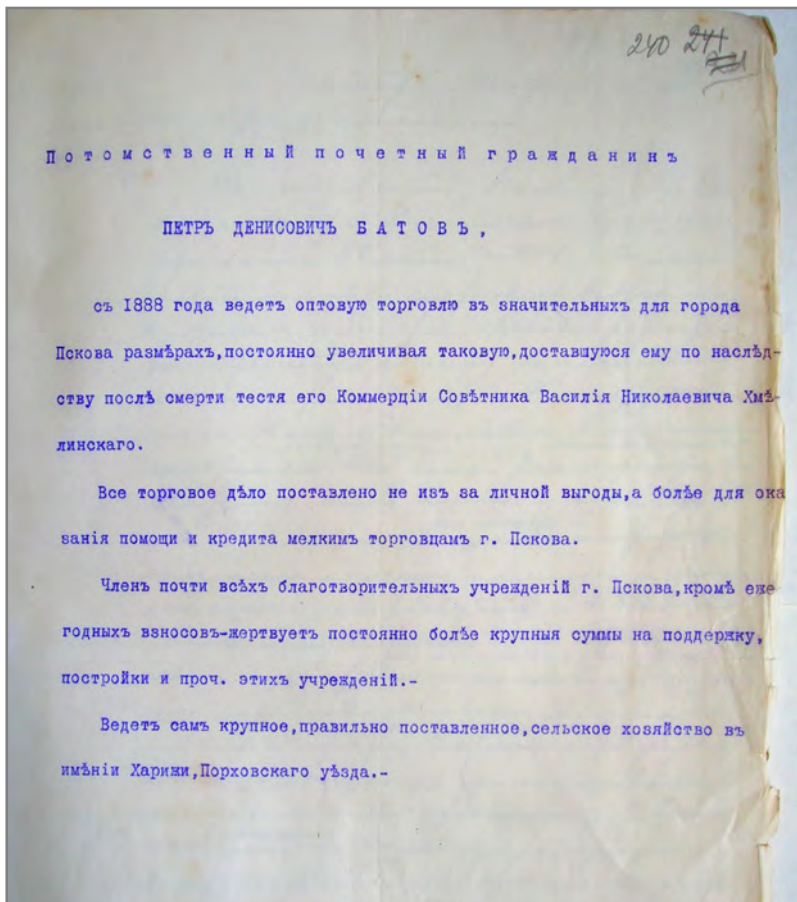 240 241
П о т о м с т в е н н ы й п о ч е т н ы й г р а ж д а н и н ъ
ПЕТРЪ ДЕНИСОВИЧЪ Б А Т О В Ъ ,
съ 1888 года ведетъ оптовую торговлю въ значительныхъ для города
Пскова размѣрахъ,постоянно увеличивая таковую,доставшуюся ему по наслѣд-
ству послѣ смерти тестя его Коммерціи Совѣтника Василія Николаевича Хмѣ-
линскаго.
Все торговое дѣло поставлено не изъ за личной выгоды,а болѣе для ока
занія помощи и кредита мелкимъ торговцамъ г. Пскова.
Членъ почти всѣхъ благотворительныхъ учрежденій г. Пскова,кромѣ еже
годныхъ взносовъ-жертвуетъ постоянно болѣе крупныя суммы на поддержку,
постройки и проч. этихъ учрежденій.-
Ведетъ самъ крупное,правильно поставленное,сельское хозяйство въ
имѣніи Харижи,Порховскаго уѣзда.-